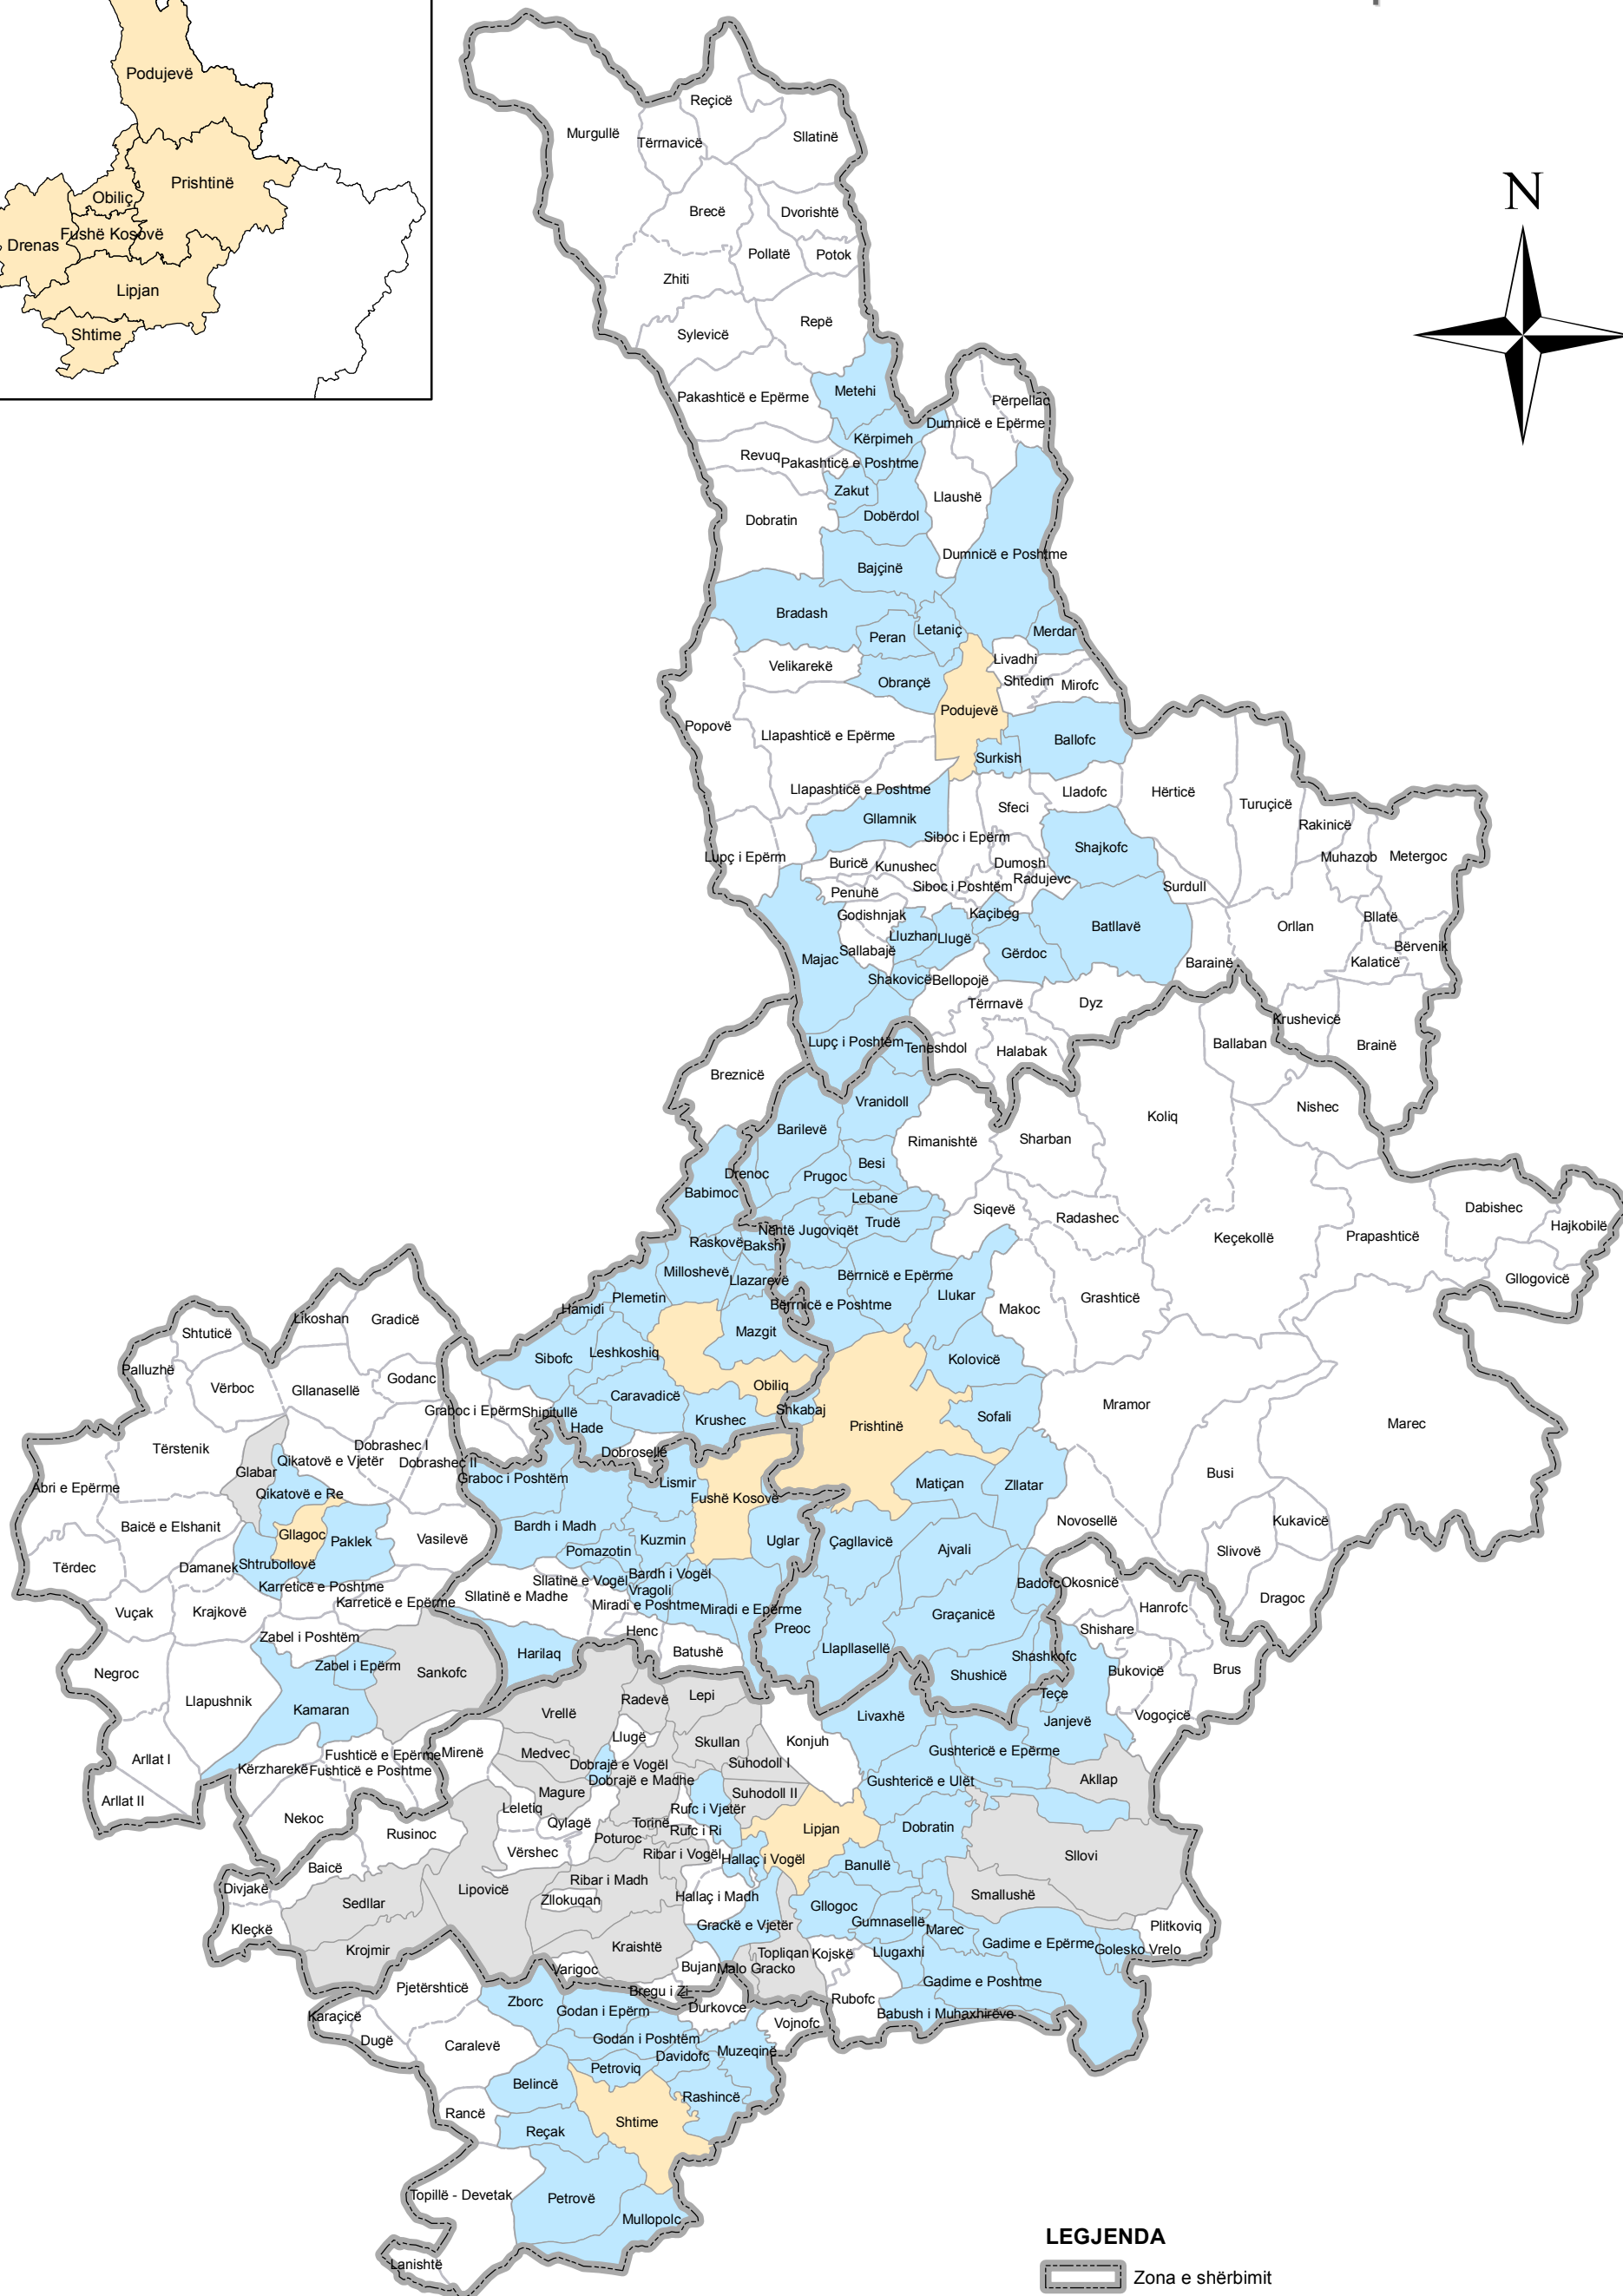 Podujevë
Prishtinë
Obiliç
Fushë Kosovë
Drenas
Lipjan
Shtime
N
Reçicë
Murgullë
Tërrnavicë
Sllatinë
Brecë
Dvorishtë
Pollatë
Potok
Zhiti
Sylevicë
Repë
Metehi
Pakashticë e Epërme
Përpellac
Dumnicë e Epërme
Kërpimeh
Revuq
Pakashticë e Poshtme
Zakut
Llaushë
Dobratin
Dobërdol
Dumnicë e Poshtme
Bajçinë
Bradash
Letaniç
Merdar
Peran
Livadhi
Velikarekë
Shtedim
Mirofc
Obrançë
Podujevë
Popovë
Llapashticë e Epërme
Ballofc
Surkish
Llapashticë e Poshtme
Lladofc
Hërticë
Turuçicë
Sfeci
Gllamnik
Rakinicë
Siboc i Epërm
Shajkofc
Lupç i Epërm
Muhazob
Metergoc
Buricë
Kunushec
Dumosh
Radujevc
Siboc i Poshtëm
Surdull
Penuhë
Godishnjak
Kaçibeg
Bllatë
Batllavë
Orllan
Lluzhan
Llugë
Bërvenik
Sallabajë
Gërdoc
Majac
Barainë
Kalaticë
Shakovicë
Bellopojë
Tërrnavë
Dyz
Krushevicë
Lupç i Poshtëm
Teneshdol
Halabak
Ballaban
Brainë
Breznicë
Vranidoll
Nishec
Koliq
Barilevë
Rimanishtë
Sharban
Besi
Drenoc
Prugoc
Babimoc
Lebane
Siqevë
Dabishec
Radashec
Hajkobilë
Nëntë Jugoviqët
Trudë
Keçekollë
Prapashticë
Raskovë
Bakshi
Milloshevë
Llazarevë
Bërrnicë e Epërme
Gllogovicë
Plemetin
Llukar
Grashticë
Hamidi
Bërrnicë e Poshtme
Makoc
Likoshan
Gradicë
Mazgit
Shtuticë
Leshkoshiq
Sibofc
Kolovicë
Palluzhë
Vërboc
Gllanasellë
Godanc
Obiliq
Caravadicë
Mramor
Graboc i Epërm
Shipitullë
Krushec
Shkabaj
Sofali
Prishtinë
Marec
Hade
Tërstenik
Dobrashec I
Dobrosellë
Qikatovë e Vjetër
Dobrashec II
Glabar
Graboc i Poshtëm
Lismir
Busi
Abri e Epërme
Matiçan
Zllatar
Qikatovë e Re
Fushë Kosovë
Novosellë
Kukavicë
Baicë e Elshanit
Bardh i Madh
Gllagoc
Paklek
Vasilevë
Kuzmin
Uglar
Çagllavicë
Ajvali
Pomazotin
Slivovë
Tërdec
Damanek
Shtrubollovë
Bardh i Vogël
Sllatinë e Vogël
Badofc
Okosnicë
Karreticë e Poshtme
Vragoli
Sllatinë e Madhe
Dragoc
Karreticë e Epërme
Miradi e Poshtme
Hanrofc
Vuçak
Krajkovë
Miradi e Epërme
Graçanicë
Preoc
Shishare
Henc
Zabel i Poshtëm
Llapllasellë
Harilaq
Batushë
Shashkofc
Zabel i Epërm
Sankofc
Negroc
Shushicë
Bukovicë
Brus
Teçe
Llapushnik
Lepi
Radevë
Kamaran
Vrellë
Livaxhë
Janjevë
Vogoçicë
Llugë
Konjuh
Skullan
Gushtericë e Epërme
Mirenë
Medvec
Fushticë e Epërme
Arllat I
Dobrajë e Vogël
Suhodoll I
Kërzharekë
Fushticë e Poshtme
Dobrajë e Madhe
Gushtericë e Ulët
Akllap
Magure
Suhodoll II
Arllat II
Leletiq
Rufc i Vjetër
Nekoc
Qylagë
Torinë
Rufc i Ri
Lipjan
Dobratin
Rusinoc
Poturoc
Vërshec
Ribar i Vogël
Hallaç i Vogël
Sllovi
Baicë
Banullë
Ribar i Madh
Divjakë
Lipovicë
Hallaç i Madh
Smallushë
Sedllar
Zllokuqan
Gllogoc
Kleçkë
Grackë e Vjetër
Gumnasellë
Marec
Plitkoviq
Krojmir
Kraishtë
Gadime e Epërme
Topliqan
Kojskë
Llugaxhi
Golesko Vrelo
Varigoc
Bujan
Malo Gracko
Gadime e Poshtme
Pjetërshticë
Bregu i Zi
Zborc
Rubofc
Godan i Epërm
Durkovce
Babush i Muhaxhirëve
Karaçicë
Vojnofc
Dugë
Caralevë
Godan i Poshtëm
Muzeqinë
Davidofc
Petroviq
Belincë
Rashincë
Rancë
Shtime
Reçak
Topillë - Devetak
Petrovë
Mullopolc
LEGJENDA
Lanishtë
Zona e shërbimit